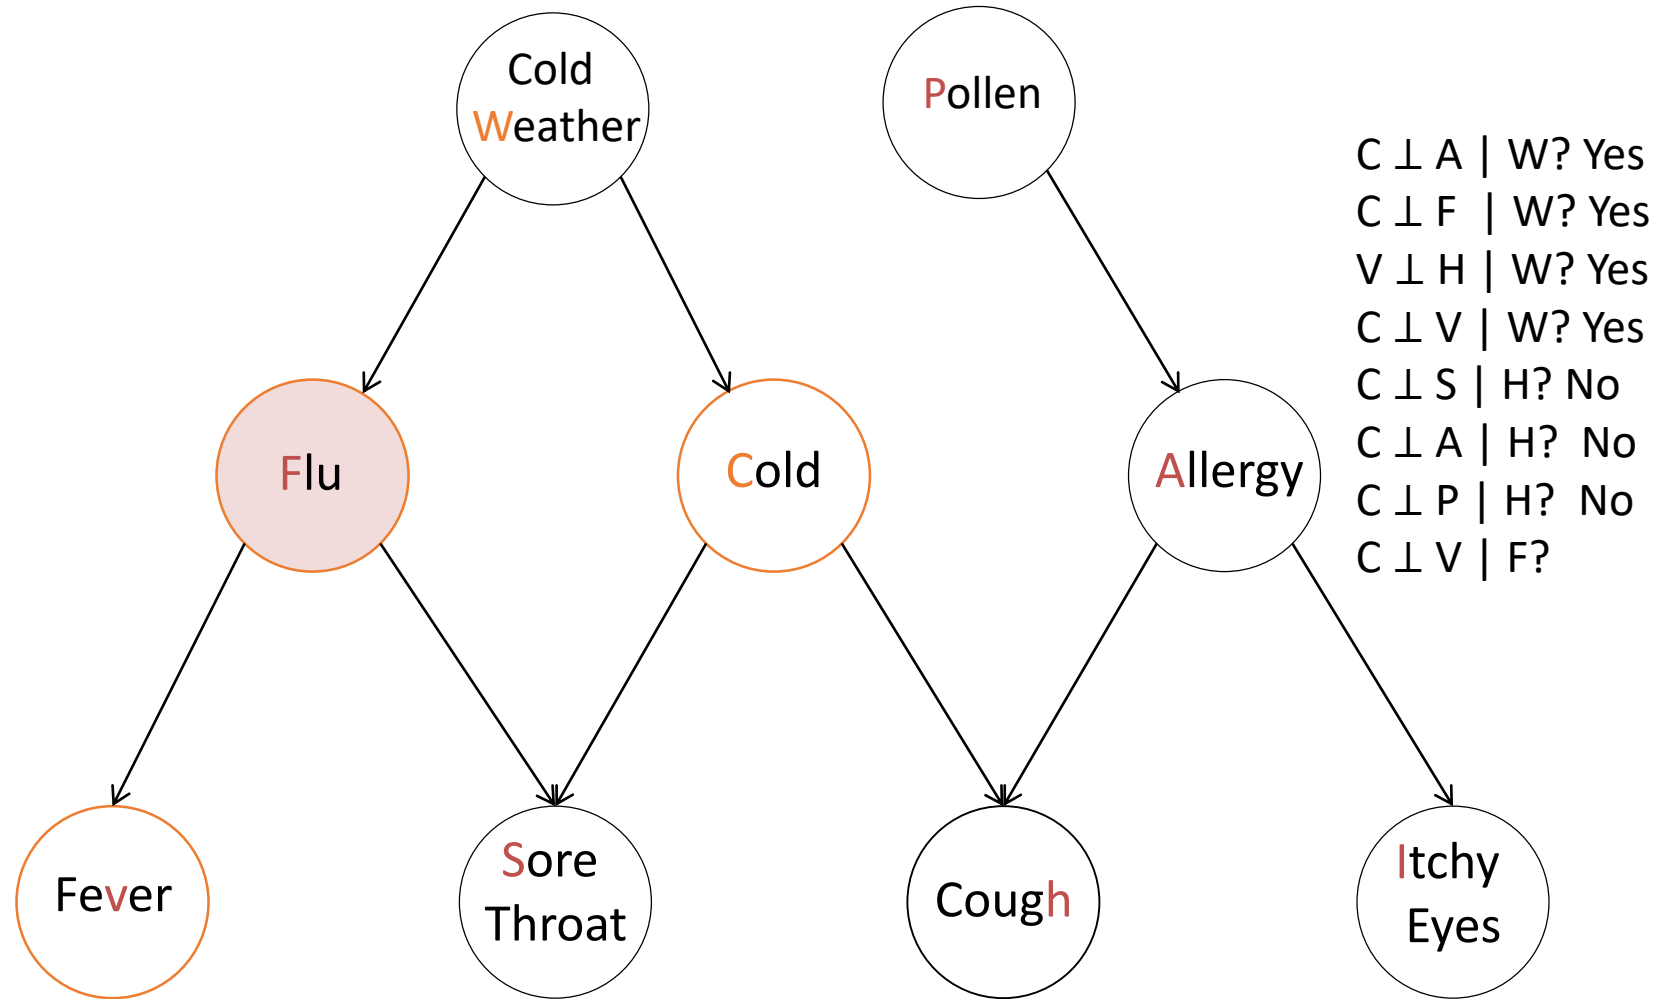 Cold
Weather
Pollen
C ⊥ A | W? Yes
C ⊥ F | W? Yes
V ⊥ H | W? Yes
C ⊥ V | W? Yes
C ⊥ S | H? No
C ⊥ A | H? No
C ⊥ P | H? No
C ⊥ V | F?
Flu
Cold
Allergy
Fever
Sore
Throat
Cough
Itchy
Eyes